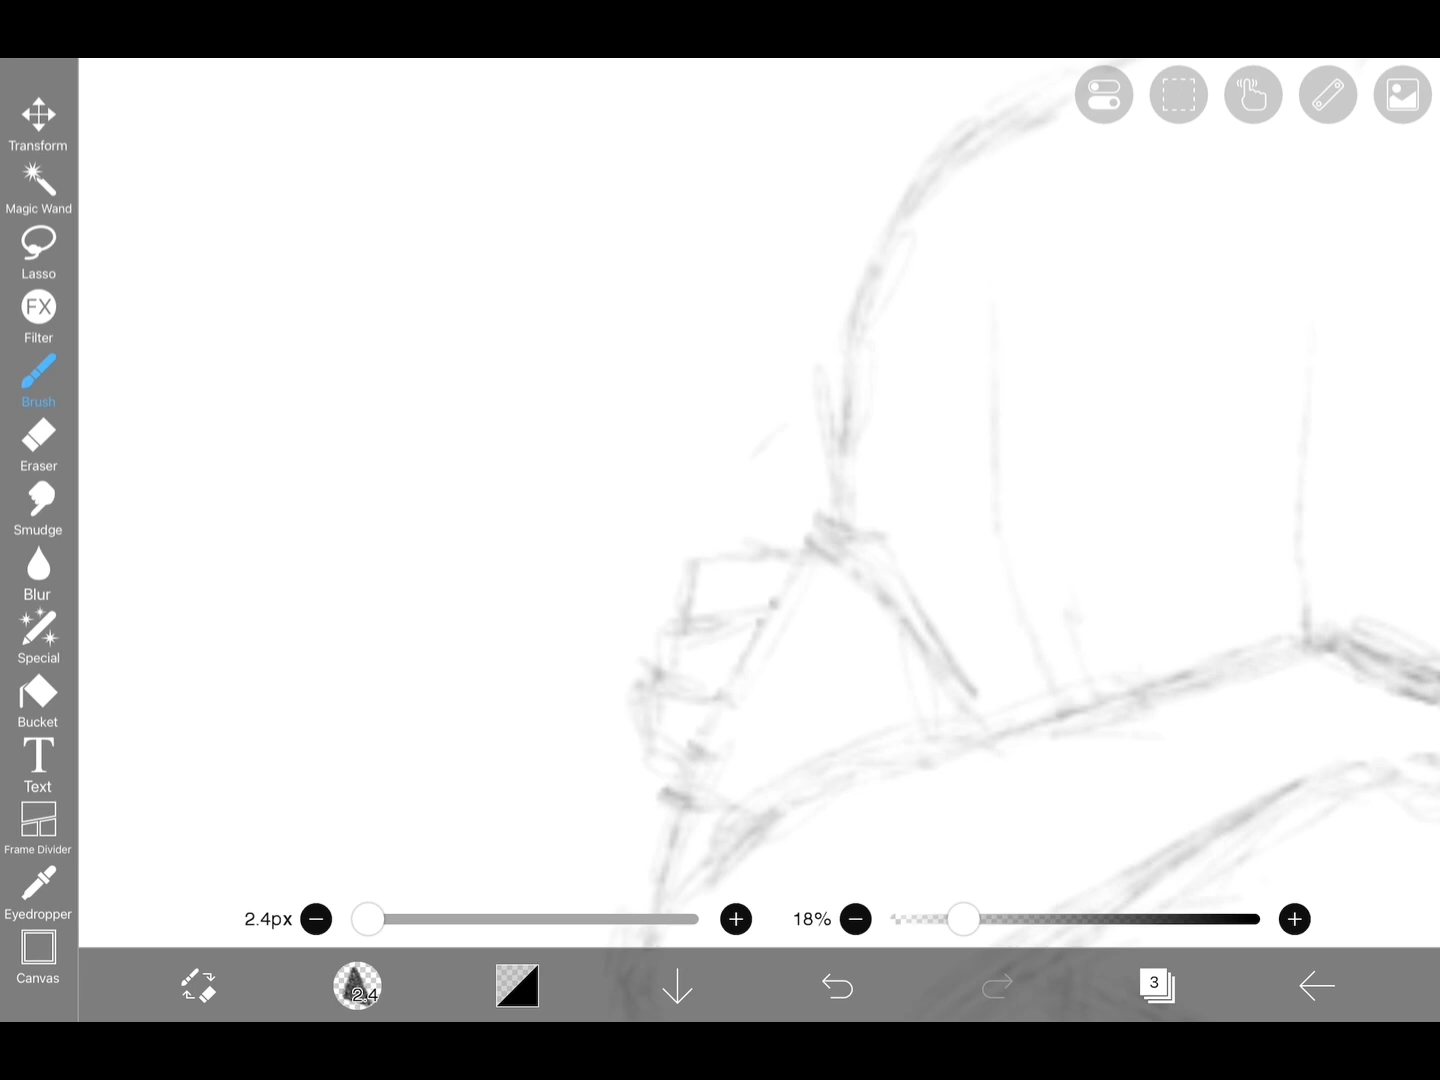 Transform
Magic Wand
Lasso
FX
Filter
Brush
Eraser
Smudge
Blur
Special
Bucket
T
Text
Frame Divider
Eyedropper
Canvas
2.4px
18%
2.4
3